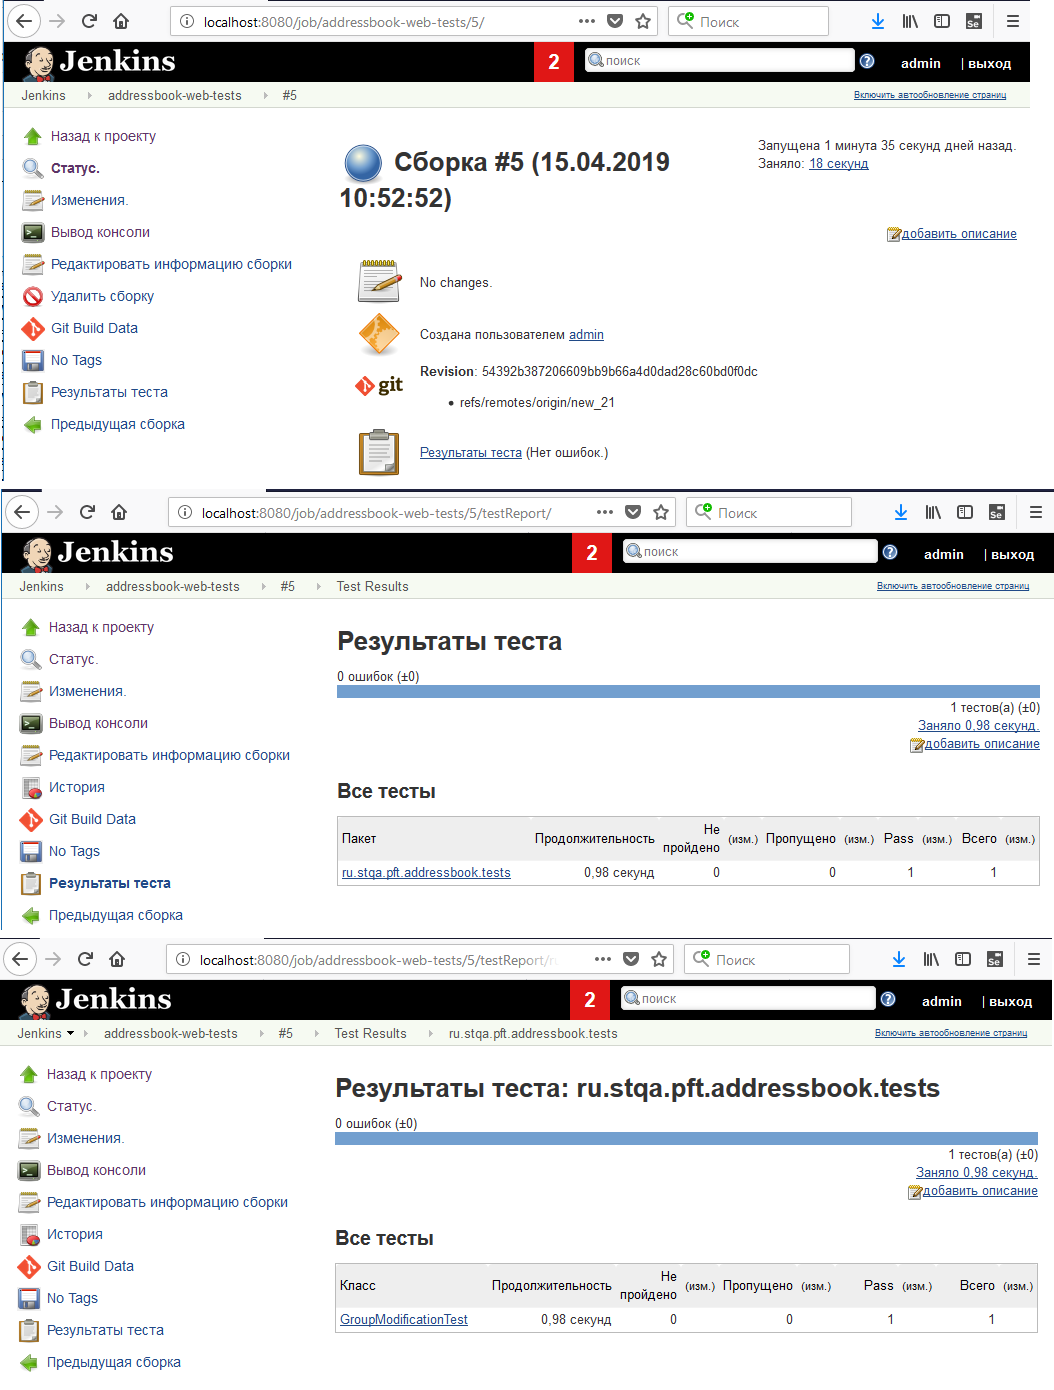 localhost:8080/job/addressbook-web-tests/5/
Поиск
Jenkins
2
поиск
admin
| выход
Jenkins
addressbook-web-tests
#5
Включить автообновление страниц
Назад к проекту
Статус.
Изменения.
Вывод консоли
Редактировать информацию сборки
Удалить сборку
Git Build Data
No Tags
Результаты теста
Предыдущая сборка
Сборка #5 (15.04.2019
10:52:52)
Запущена 1 минута 35 секунд дней назад.
Заняло: 18 секунд
добавить описание
No changes.
Создана пользователем admin
git
Revision: 54392b387206609bb9b66a4d0dad28c60bd0f0dc
refs/remotes/origin/new_21
Результаты теста (Нет ошибок.)
localhost:8080/job/addressbook-web-tests/5/testReport/
Поиск
Jenkins
2
поиск
admin
| выход
Jenkins
addressbook-web-tests
#5
Test Results
Включить автообновление страниц
Назад к проекту
Статус.
Изменения.
Вывод консоли
Редактировать информацию сборки
История
Git Build Data
No Tags
Результаты теста
Предыдущая сборка
Результаты теста
0 ошибок (±0)
1 тестов(а) (±0)
Заняло 0,98 секунд.
добавить описание
Все тесты
Пакет Продолжительность Не пройдено (изм.) Пропущено (изм.) Pass (изм.) Всего (изм.)
ru.stqa.pft.addressbook.tests 0,98 секунд 0 0 1 1
localhost:8080/job/addressbook-web-tests/5/testReport/
Поиск
Jenkins
2
поиск
admin
| выход
Jenkins
addressbook-web-tests
#5
Test Results
ru.stqa.pft.addressbook.tests
Включить автообновление страниц
Назад к проекту
Статус.
Изменения.
Вывод консоли
Редактировать информацию сборки
История
Git Build Data
No Tags
Результаты теста
Предыдущая сборка
Результаты теста: ru.stqa.pft.addressbook.tests
0 ошибок (±0)
1 тестов(а) (±0)
Заняло 0,98 секунд.
добавить описание
Все тесты
Класс Продолжительность Не пройдено (изм.) Пропущено (изм.) Pass (изм.) Всего (изм.)
GroupModificationTest 0,98 секунд 0 0 1 1